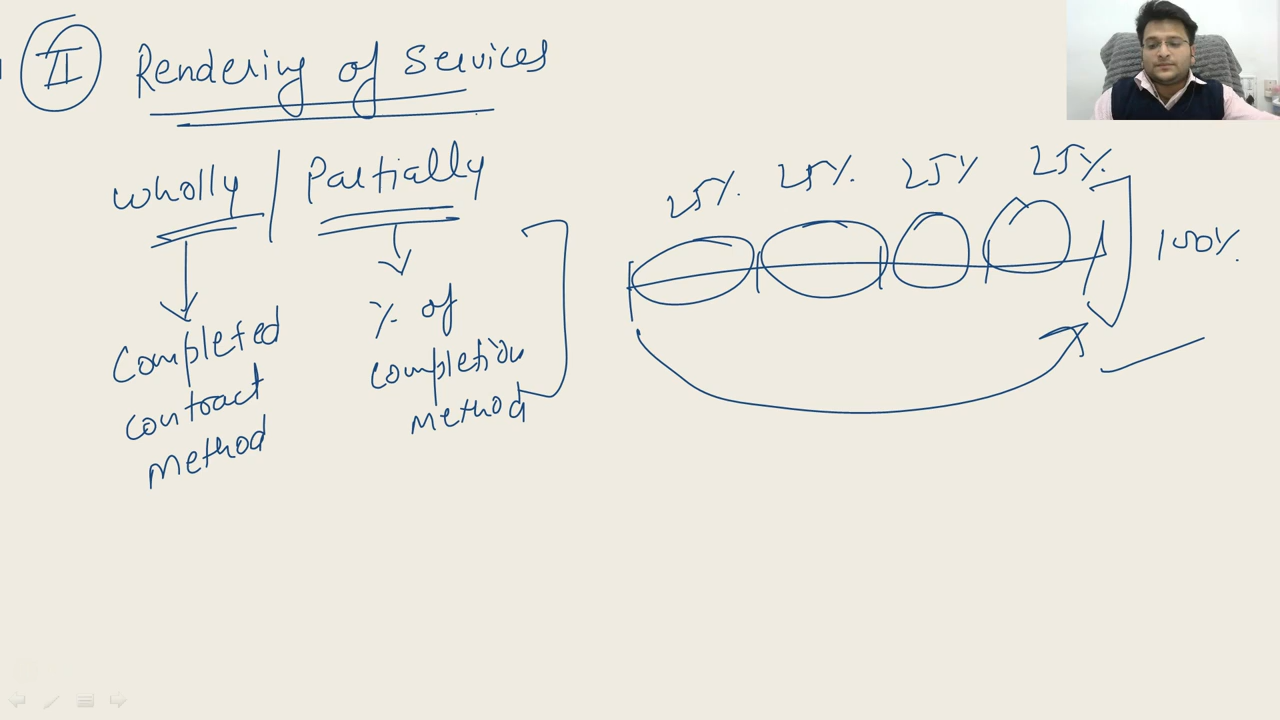 II Rendering of Services
wholly / Partially
Completed
contract
method
% of
completion
method
25% 25% 25% 25%
100%